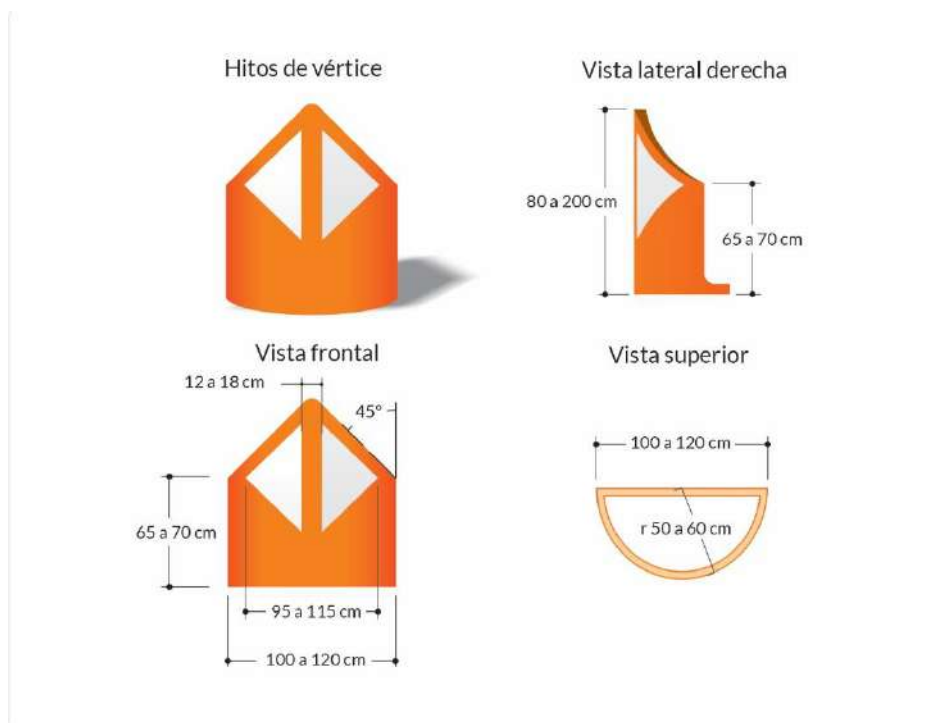 Hitos de vértice
Vista lateral derecha
80 a 200 cm
65 a 70 cm
Vista frontal
Vista superior
12 a 18 cm
45°
100 a 120 cm
65 a 70 cm
r 50 a 60 cm
95 a 115 cm
100 a 120 cm